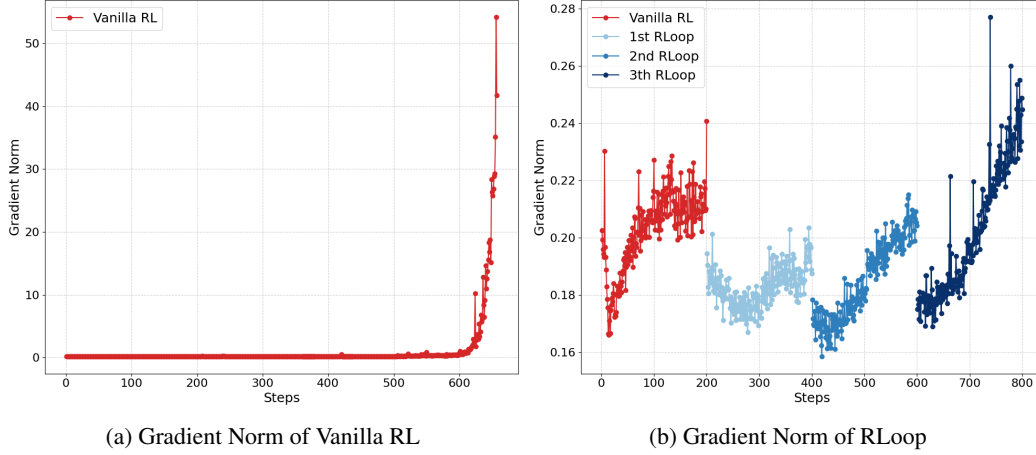 Vanilla RL
50
40
30
20
10
0
Gradient Norm
0
100
200
300
400
500
600
Steps
(a) Gradient Norm of Vanilla RL
Vanilla RL
1st RLoop
2nd RLoop
3th RLoop
0.28
0.26
0.24
0.22
0.20
0.18
0.16
Gradient Norm
0
100
200
300
400
500
600
700
800
Steps
(b) Gradient Norm of RLoop